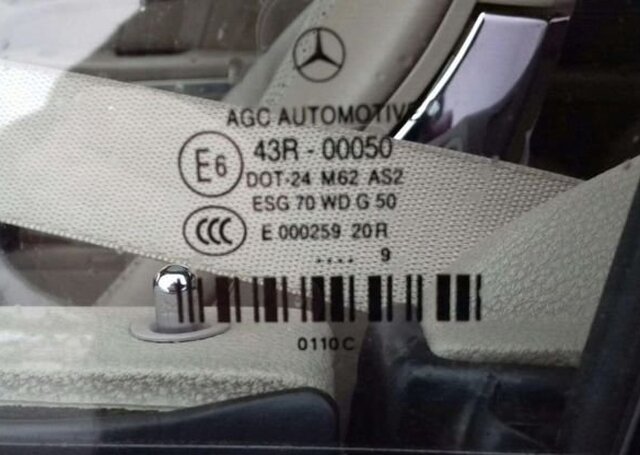 AGC AUTOMOTIVE
E6
43R - 00050
DOT-24 M62 AS2
ESG 70 WD G 50
CCC
E 000259 20R
.... 9
0110C